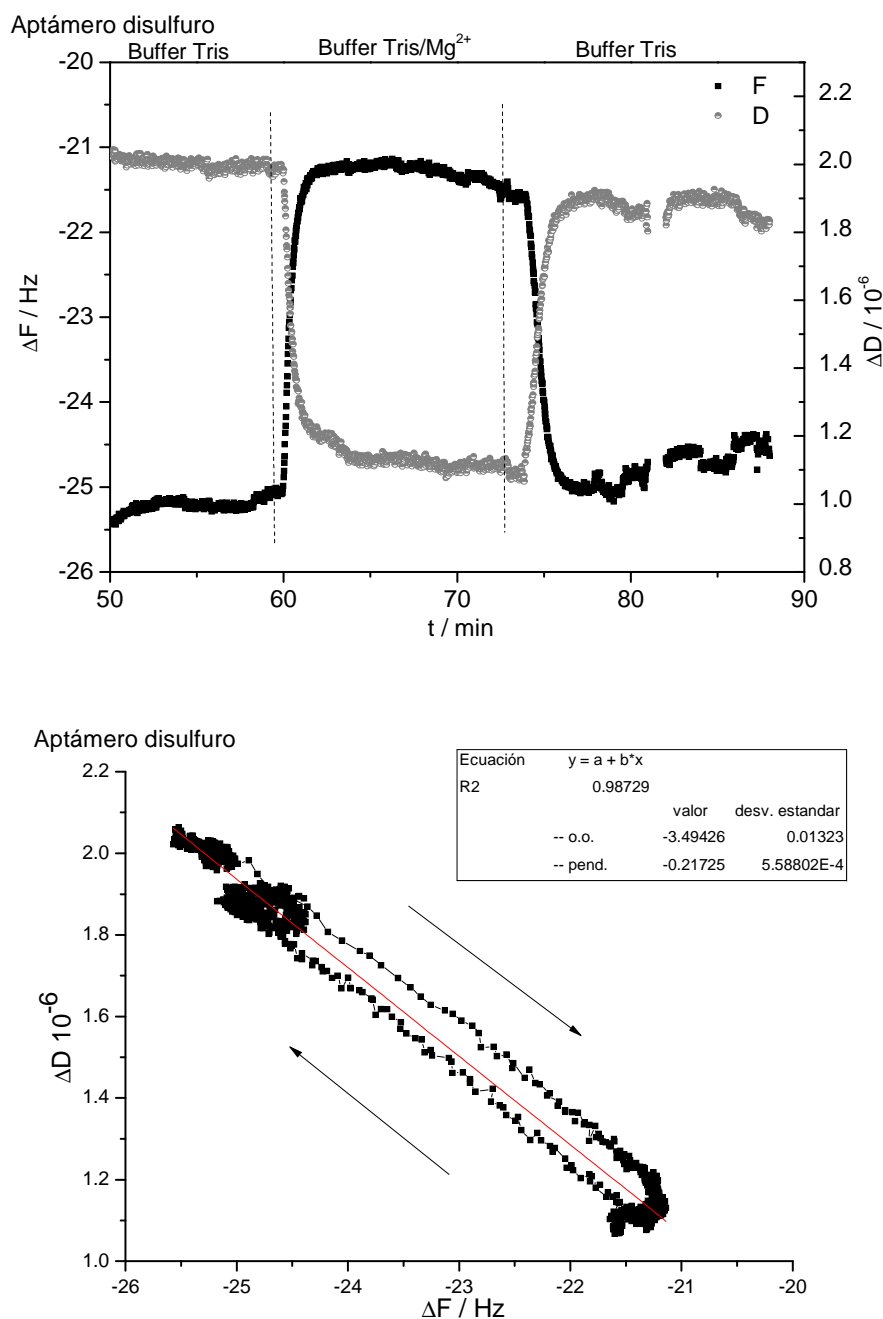 Aptámero disulfuro
Buffer Tris Buffer Tris/Mg2+ Buffer Tris
-20
-21
-22
-23
-24
-25
-26
ΔF / Hz
F
D
2.2
2.0
1.8
1.6
1.4
1.2
1.0
0.8
ΔD / 10-6
50 60 70 80 90
t / min
Aptámero disulfuro
2.2
2.0
1.8
1.6
1.4
1.2
1.0
ΔD 10-6
Ecuación y = a + b*x
R2 0.98729
valor desv. estandar
-- o.o. -3.49426 0.01323
-- pend. -0.21725 5.58802E-4
-26 -25 -24 -23 -22 -21 -20
ΔF / Hz